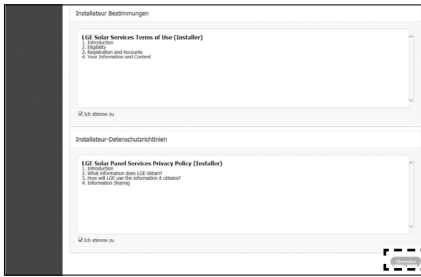 Installateur Bestimmungen
LGE Solar Services Terms of Use (Installer)
1. Introduction
2. Eligibility
3. Registration and Accounts
4. Your Information and Content
Ich stimme zu
Installateur-Datenschutzrichtlinien
LGE Solar Panel Services Privacy Policy (Installer)
1. Introduction
2. What information does LGE obtain?
3. How will LGE use the information it obtains?
4. Information Sharing
Ich stimme zu
Absenden